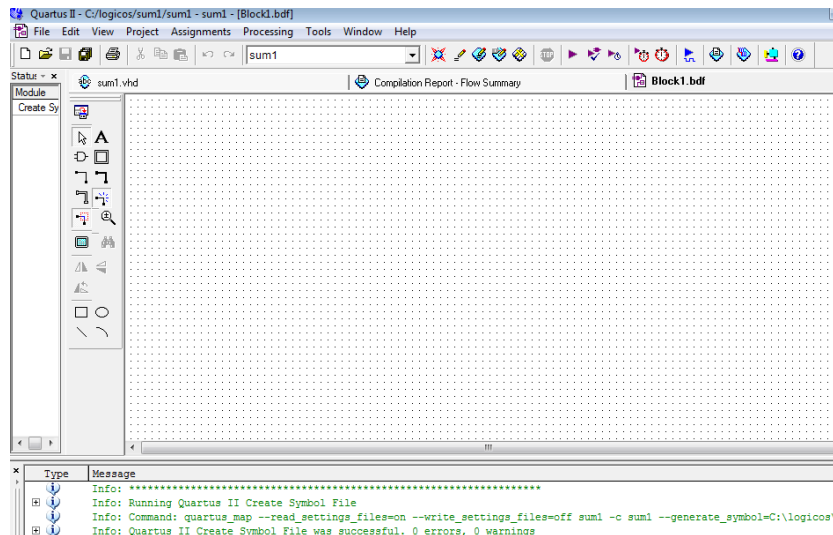 Quartus II - C:/logicos/sum1/sum1 - sum1 - [Block1.bdf]
File Edit View Project Assignments Processing Tools Window Help
sum1
Status
Module
Create Sy
sum1.vhd
Compilation Report - Flow Summary
Block1.bdf
A
Type Message
Info: *******************************************************************
Info: Running Quartus II Create Symbol File
Info: Command: quartus_map --read_settings_files=on --write_settings_files=off sum1 -c sum1 --generate_symbol=C:\logicos\
Info: Quartus II Create Symbol File was successful. 0 errors, 0 warnings